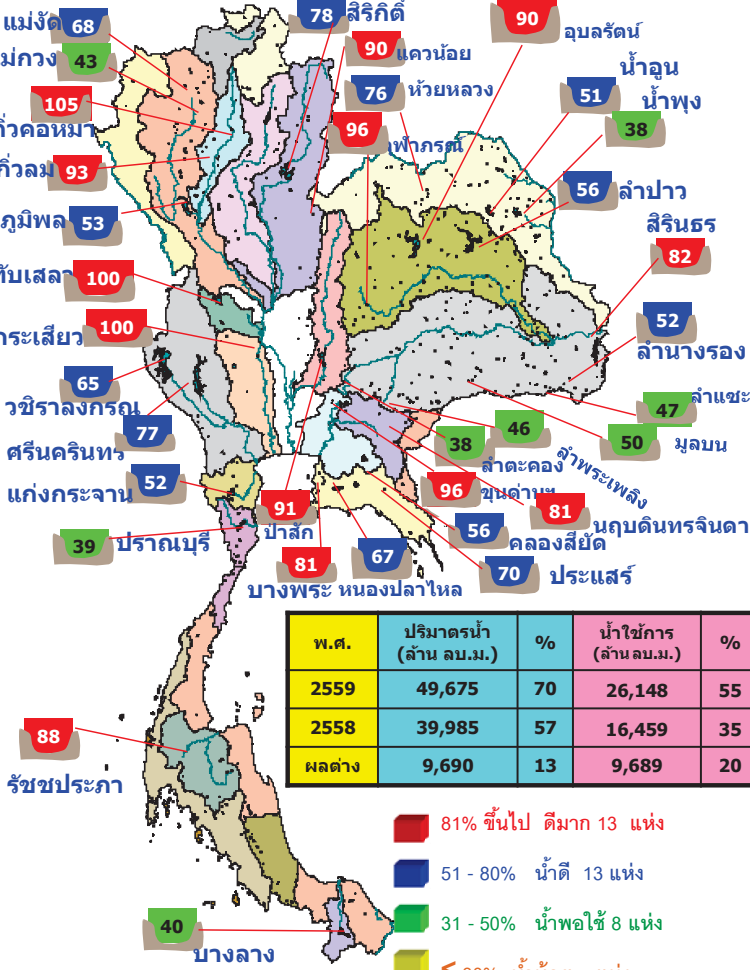 78 สิริกิติ์
90
แม่งัด 68
อุบลรัตน์
90 แควน้อย
43
น้ำอูน
76 ห้วยหลวง
51 น้ำพุง
105
38
96
กิ่วคอหมา
กิ่วลม 93
56 ลำปาว
ภูมิพล 53
สิรินธร
82
ทับเสลา 100
กระเสียว 100
52
ลำนางรอง
65
วชิราลงกรณ
ลำแชะ
47
77
46
50 มูลบน
38
ศรีนครินทร์
ลำตะคอง
ลำพระเพลิง
52
แก่งกระจาน
96
ขุนด่านฯ
91
81
ป่าสัก
นฤบดินทรจินดา
56
คลองสียัด
39 ปราณบุรี
81
67
70 ประแสร์
บางพระ หนองปลาไหล
พ.ศ. ปริมาตรน้ำ (ล้าน ลบ.ม.) % น้ำใช้การ (ล้าน ลบ.ม.) %
2559 49,675 70 26,148 55
2558 39,985 57 16,459 35
ผลต่าง 9,690 13 9,689 20
88
รัชชประภา
81% ขึ้นไป ดีมาก 13 แห่ง
51 - 80% น้ำดี 13 แห่ง
31 - 50% น้ำพอใช้ 8 แห่ง
40
บางลาง